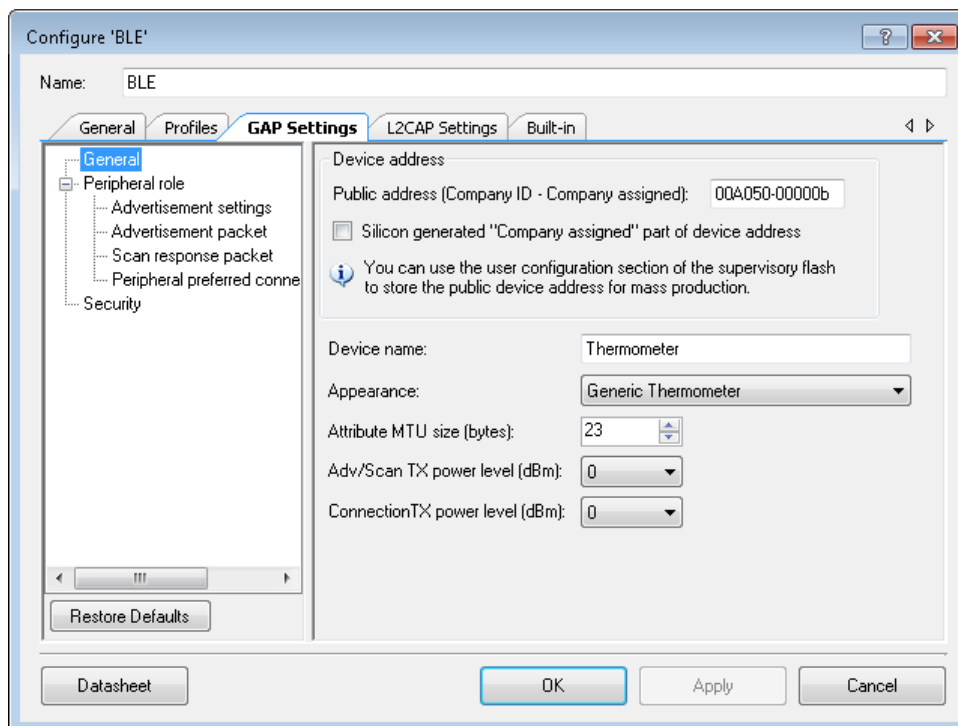 Configure 'BLE'
Name: BLE
General Profiles GAP Settings L2CAP Settings Built-in
General
Peripheral role
Advertisement settings
Advertisement packet
Scan response packet
Peripheral preferred conne
Security
Restore Defaults
Device address
Public address (Company ID - Company assigned): 00A050-00000b
Silicon generated "Company assigned" part of device address
You can use the user configuration section of the supervisory flash
to store the public device address for mass production.
Device name: Thermometer
Appearance: Generic Thermometer
Attribute MTU size (bytes): 23
Adv/Scan TX power level (dBm): 0
ConnectionTX power level (dBm): 0
Datasheet OK Apply Cancel